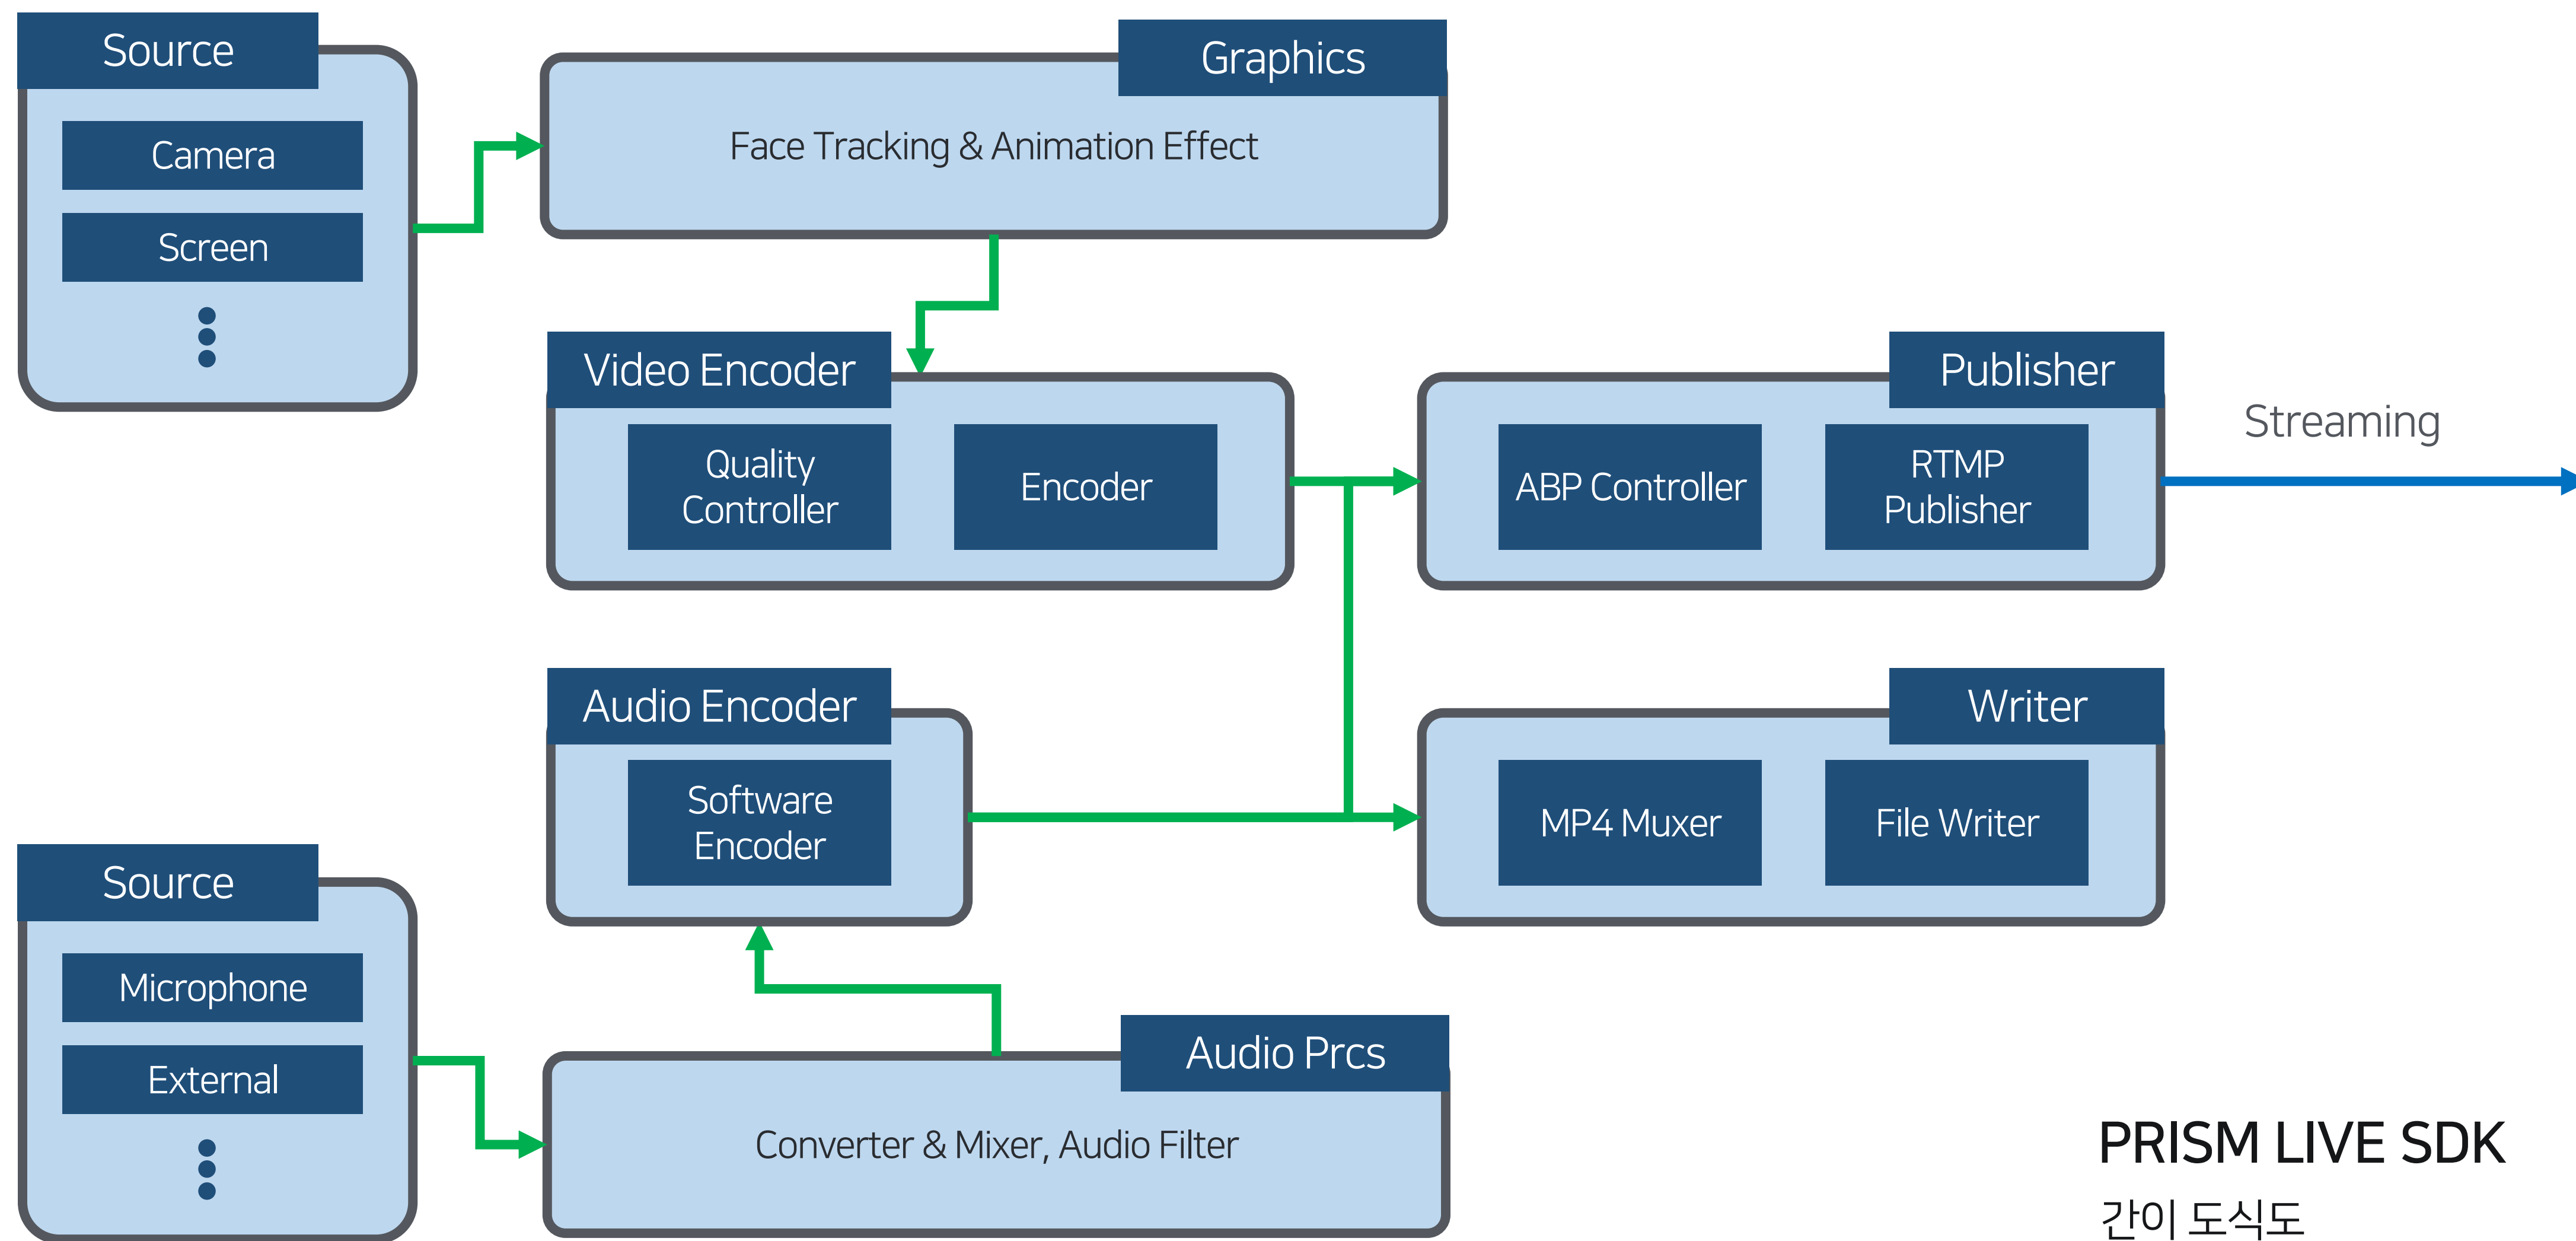 Source
Camera
Screen
Graphics
Face Tracking & Animation Effect
Video Encoder
Quality
Controller
Encoder
Publisher
ABP Controller
RTMP
Publisher
Streaming
Audio Encoder
Software
Encoder
Writer
MP4 Muxer
File Writer
Source
Microphone
External
Audio Prcs
Converter & Mixer, Audio Filter
PRISM LIVE SDK
간이 도식도